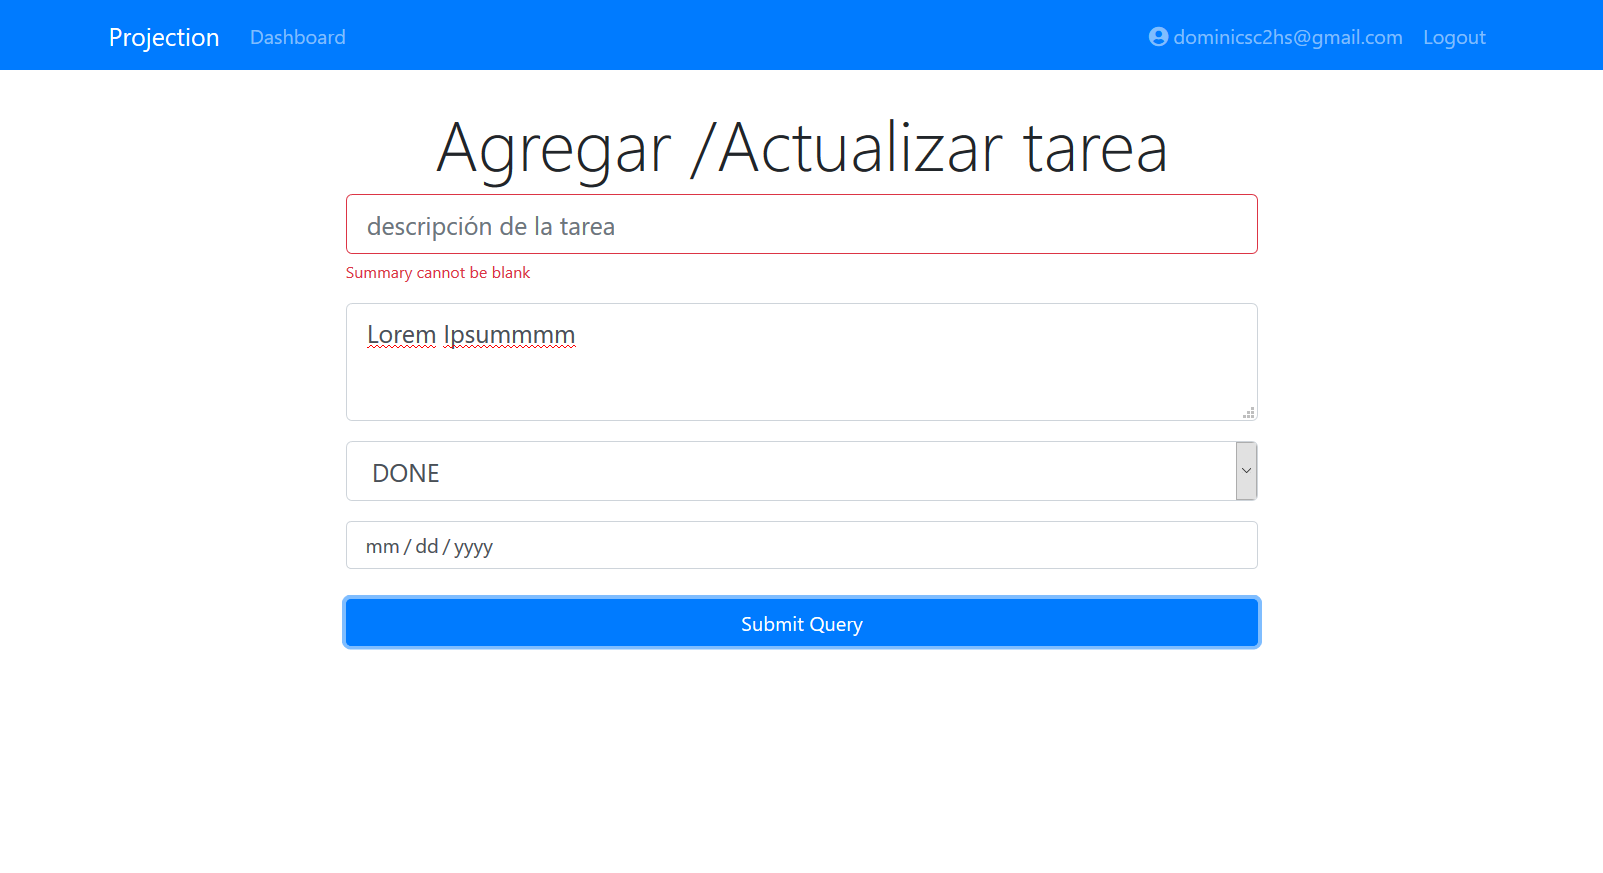 Projection Dashboard dominicsc2hs@gmail.com Logout
Agregar /Actualizar tarea
descripción de la tarea
Summary cannot be blank
Lorem Ipsummmm
DONE
mm / dd / yyyy
Submit Query